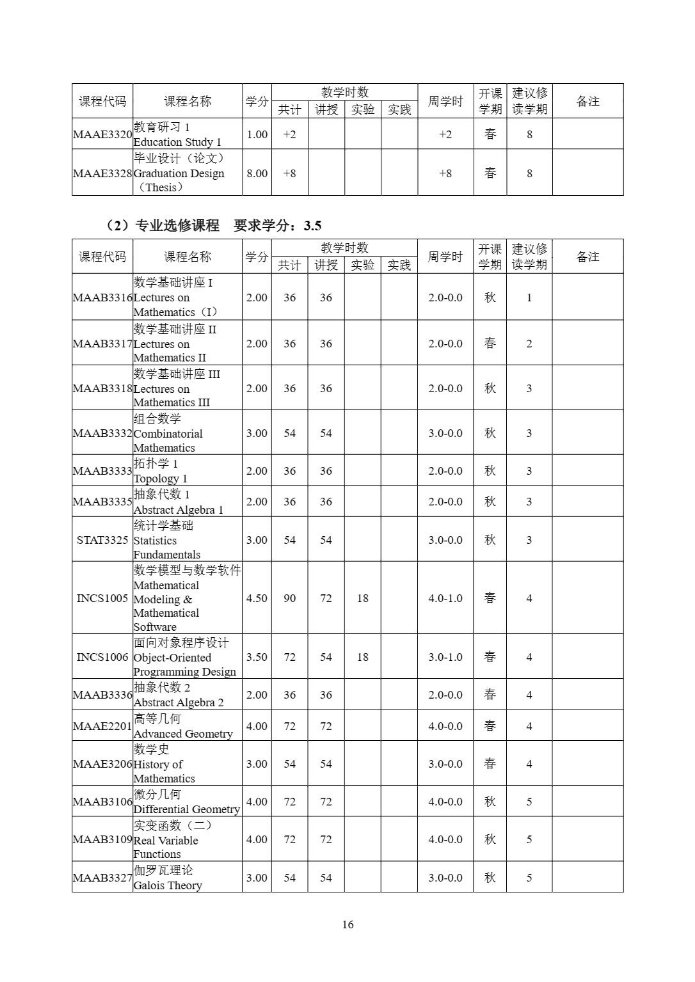 课程代码 课程名称 学分 教学时数 周学时 开课学期 建议修读学期 备注
共计 讲授 实验 实践
MAAE3320 教育研习 1 1.00 +2 +2 春 8
Education Study 1
毕业设计（论文）
MAAE3328 Graduation Design 8.00 +8 +8 春 8
（Thesis）
（2）专业选修课程 要求学分：3.5
课程代码 课程名称 学分 教学时数 周学时 开课学期 建议修读学期 备注
共计 讲授 实验 实践
数学基础讲座 I
MAAB3316 Lectures on 2.00 36 36 2.0-0.0 秋 1
Mathematics（I）
数学基础讲座 II
MAAB3317 Lectures on 2.00 36 36 2.0-0.0 春 2
Mathematics II
数学基础讲座 III
MAAB3318 Lectures on 2.00 36 36 2.0-0.0 秋 3
Mathematics III
组合数学
MAAB3332 Combinatorial 3.00 54 54 3.0-0.0 秋 3
Mathematics
MAAB3333 拓扑学 1 2.00 36 36 2.0-0.0 秋 3
Topology 1
MAAB3335 抽象代数 1 2.00 36 36 2.0-0.0 秋 3
Abstract Algebra 1
统计学基础
STAT3325 Statistics 3.00 54 54 3.0-0.0 秋 3
Fundamentals
数学模型与数学软件
Mathematical
INCS1005 Modeling & 4.50 90 72 18 4.0-1.0 春 4
Mathematical
Software
面向对象程序设计
INCS1006 Object-Oriented 3.50 72 54 18 3.0-1.0 春 4
Programming Design
MAAB3336 抽象代数 2 2.00 36 36 2.0-0.0 春 4
Abstract Algebra 2
MAAE2201 高等几何 4.00 72 72 4.0-0.0 春 4
Advanced Geometry
数学史
MAAE3206 History of 3.00 54 54 3.0-0.0 春 4
Mathematics
MAAB3106 微分几何 4.00 72 72 4.0-0.0 秋 5
Differential Geometry
实变函数（二）
MAAB3109 Real Variable 4.00 72 72 4.0-0.0 秋 5
Functions
MAAB3327 伽罗瓦理论 3.00 54 54 3.0-0.0 秋 5
Galois Theory
16